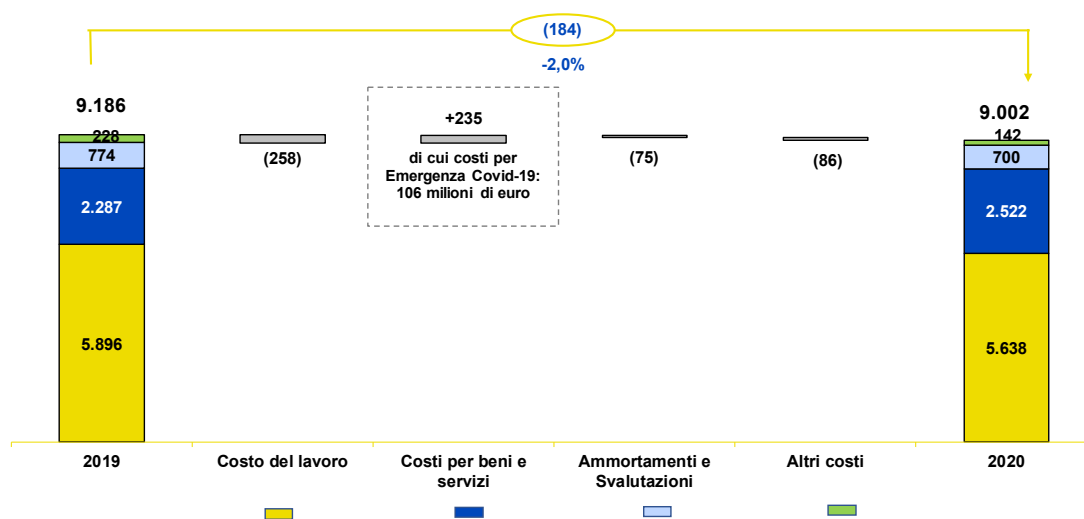 (184)
-2,0%
9.186
9.002
228
774
2.287
5.896
(258)
+235
di cui costi per
Emergenza Covid-19:
106 milioni di euro
(75)
(86)
142
700
2.522
5.638
2019
Costo del lavoro
Costi per beni e
servizi
Ammortamenti e
Svalutazioni
Altri costi
2020